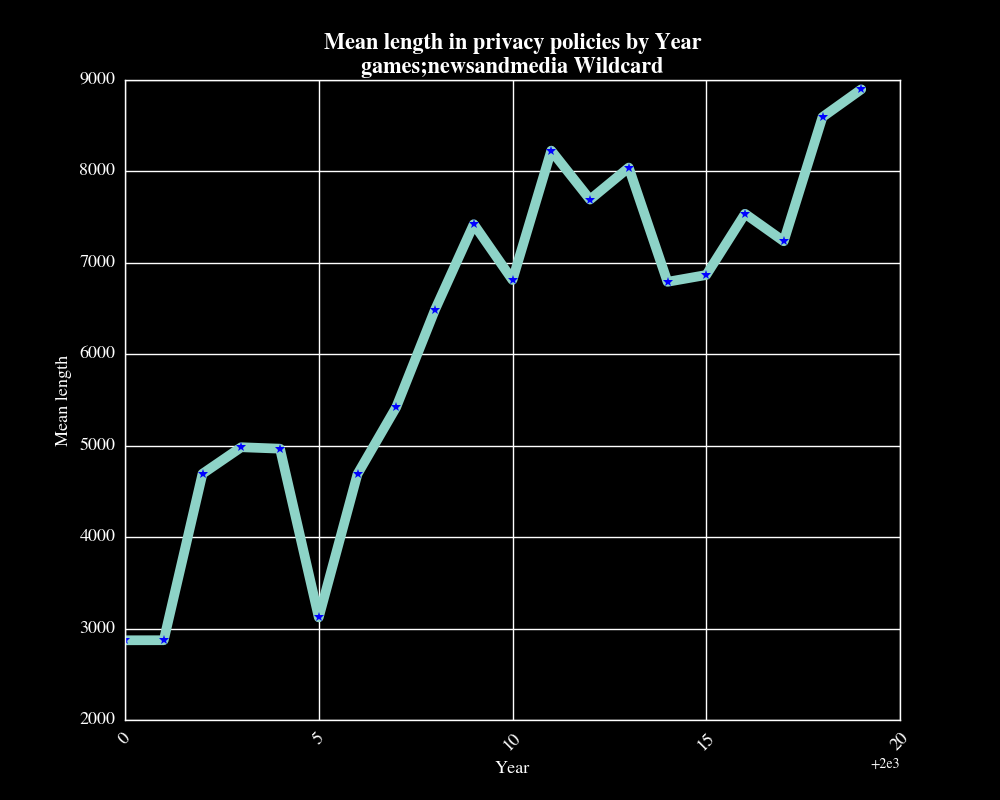 Mean length in privacy policies by Year
games;newsandmedia Wildcard
9000
8000
7000
6000
5000
4000
3000
2000
Mean length
0
5
10
15
20
Year
+2e3